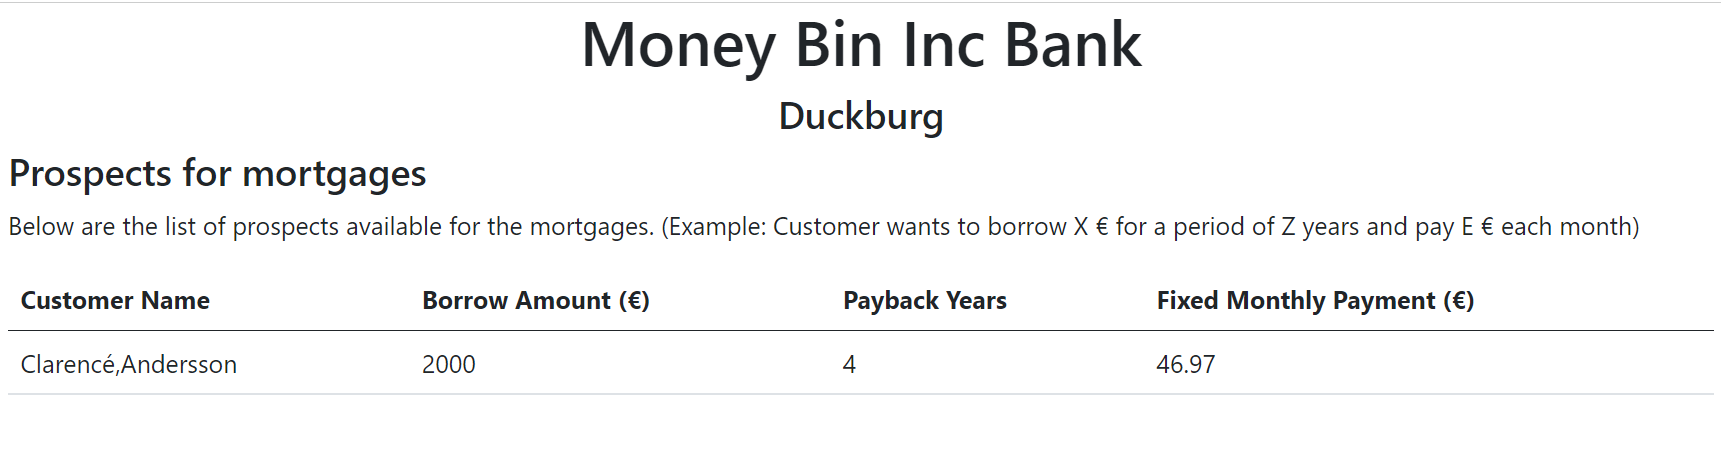 Money Bin Inc Bank
Duckburg
Prospects for mortgages
Below are the list of prospects available for the mortgages. (Example: Customer wants to borrow X € for a period of Z years and pay E € each month)
Customer Name Borrow Amount (€) Payback Years Fixed Monthly Payment (€)
Clarencé,Andersson 2000 4 46.97